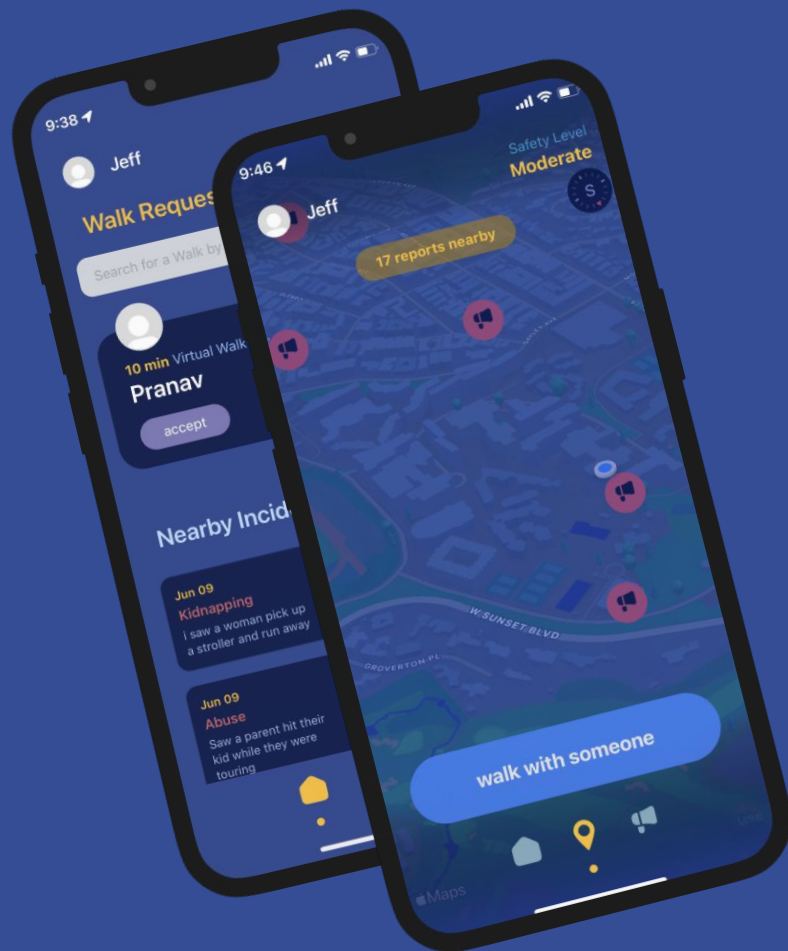 9:38
Jeff
Walk Reques
Search for a Walk by
10 min Virtual Walk
Pranav
accept
Nearby Incid
Jun 09
Kidnapping
i saw a woman pick up
a stroller and run away
Jun 09
Abuse
Saw a parent hit their
kid while they were
touring
9:46
Jeff
Safety Level
Moderate
S
17 reports nearby
W SUNSET BLVD
GROVERTON PL
walk with someone
Maps